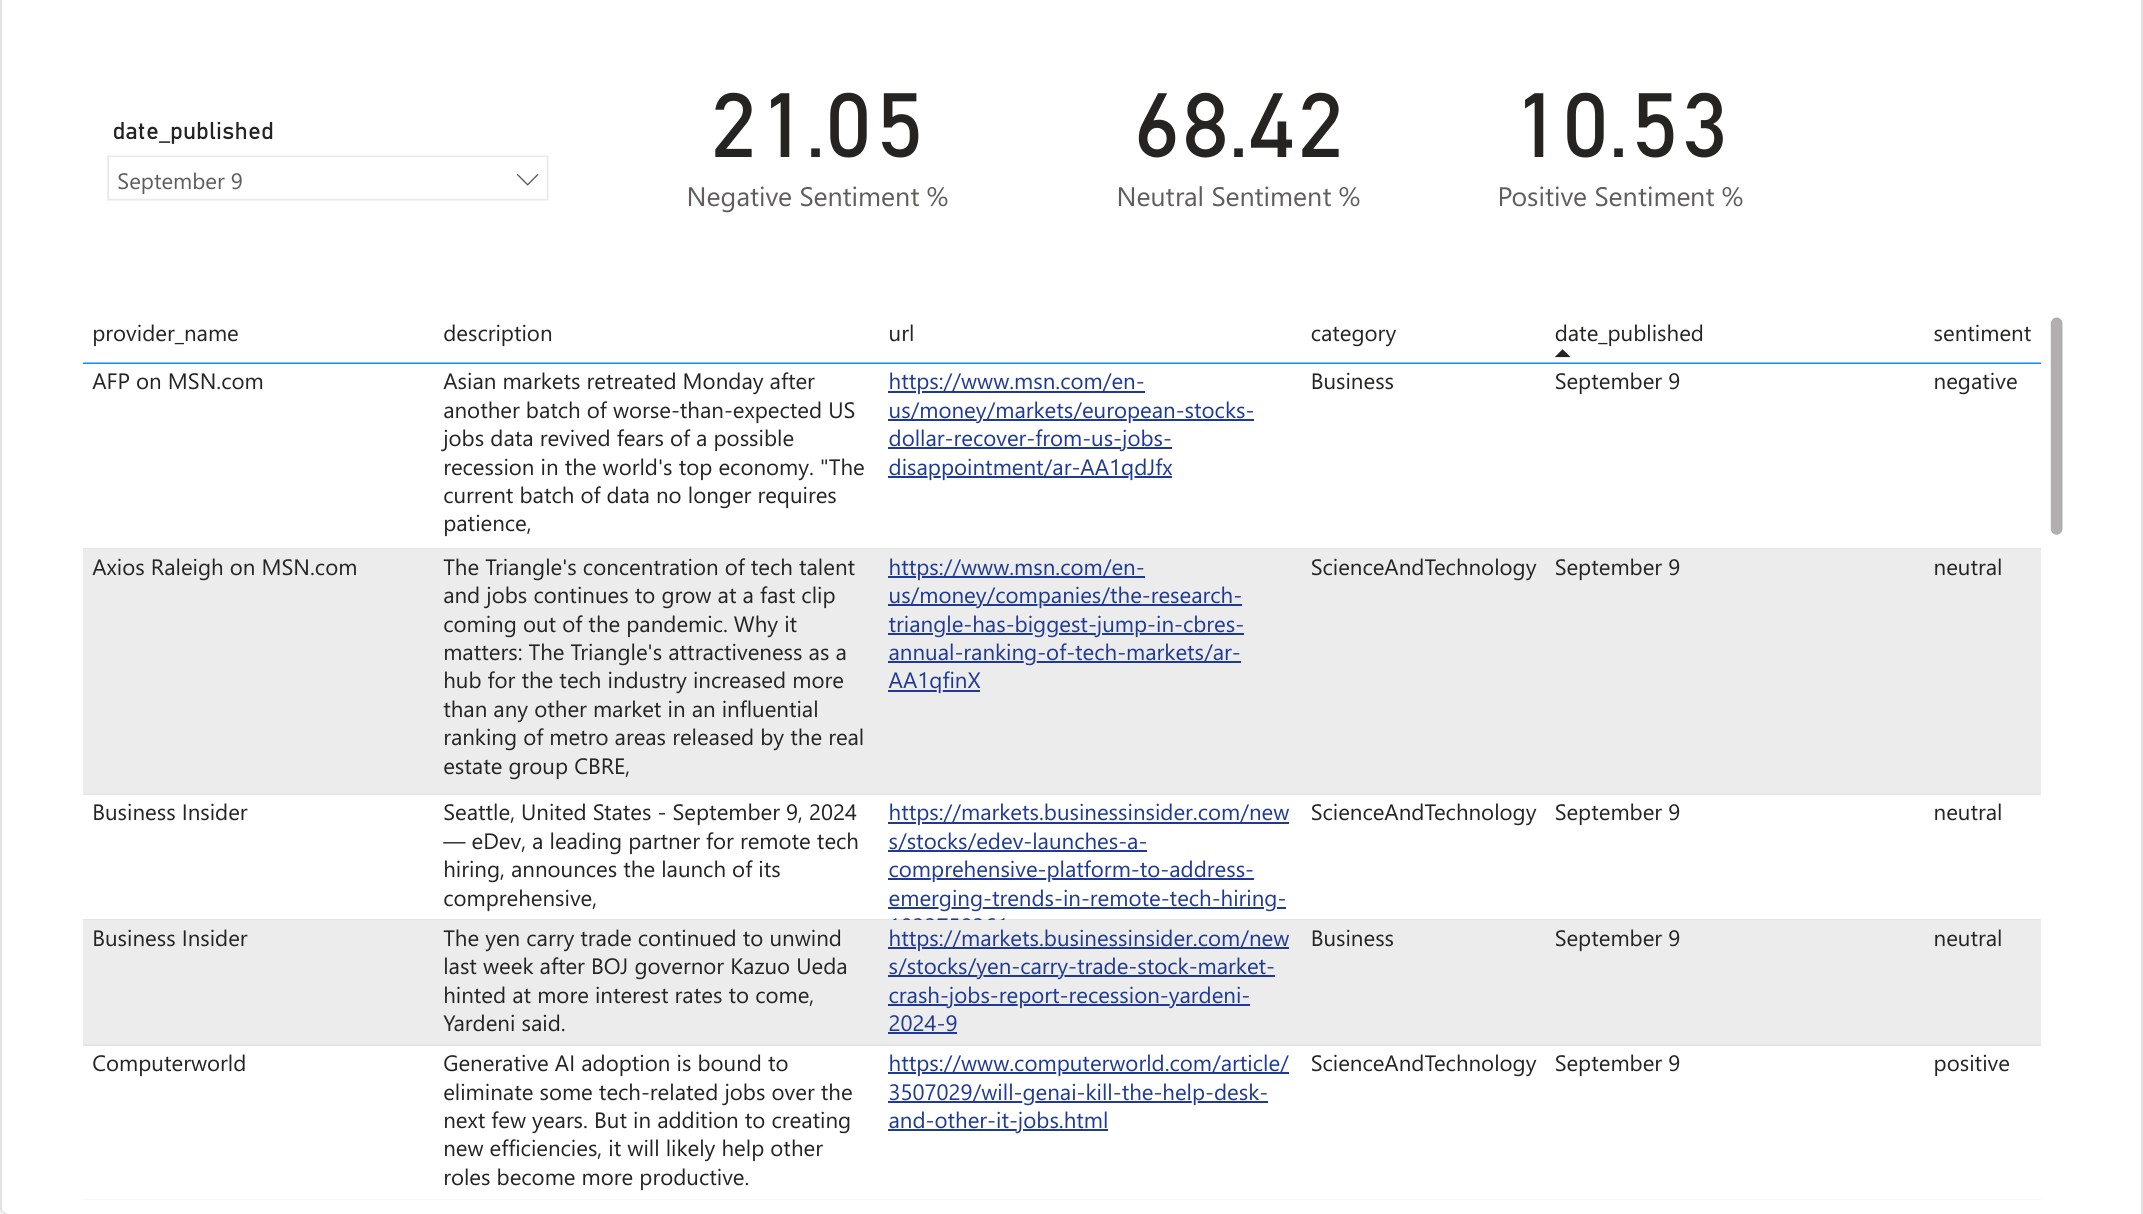 date_published
September 9
21.05
Negative Sentiment %
68.42
Neutral Sentiment %
10.53
Positive Sentiment %
provider_name description url category date_published sentiment
AFP on MSN.com
Asian markets retreated Monday after
another batch of worse-than-expected US
jobs data revived fears of a possible
recession in the world's top economy. "The
current batch of data no longer requires
patience,
https://www.msn.com/en-
us/money/markets/european-stocks-
dollar-recover-from-us-jobs-
disappointment/ar-AA1qdJfx
Business
September 9
negative
Axios Raleigh on MSN.com
The Triangle's concentration of tech talent
and jobs continues to grow at a fast clip
coming out of the pandemic. Why it
matters: The Triangle's attractiveness as a
hub for the tech industry increased more
than any other market in an influential
ranking of metro areas released by the real
estate group CBRE,
https://www.msn.com/en-
us/money/companies/the-research-
triangle-has-biggest-jump-in-cbres-
annual-ranking-of-tech-markets/ar-
AA1qfinX
ScienceAndTechnology
September 9
neutral
Business Insider
Seattle, United States - September 9, 2024
— eDev, a leading partner for remote tech
hiring, announces the launch of its
comprehensive,
https://markets.businessinsider.com/new
s/stocks/edev-launches-a-
comprehensive-platform-to-address-
emerging-trends-in-remote-tech-hiring-
ScienceAndTechnology
September 9
neutral
Business Insider
The yen carry trade continued to unwind
last week after BOJ governor Kazuo Ueda
hinted at more interest rates to come,
Yardeni said.
https://markets.businessinsider.com/new
s/stocks/yen-carry-trade-stock-market-
crash-jobs-report-recession-yardeni-
2024-9
Business
September 9
neutral
Computerworld
Generative AI adoption is bound to
eliminate some tech-related jobs over the
next few years. But in addition to creating
new efficiencies, it will likely help other
roles become more productive.
https://www.computerworld.com/article/
3507029/will-genai-kill-the-help-desk-
and-other-it-jobs.html
ScienceAndTechnology
September 9
positive